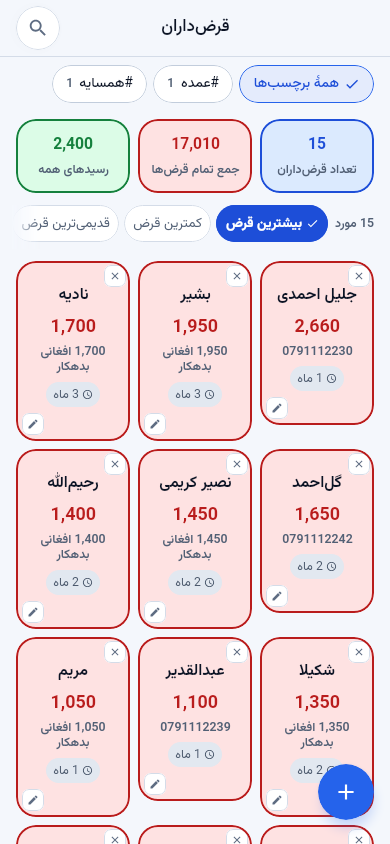 قرض‌داران
همهٔ برچسب‌ها
#عمده 1
#همسایه 1
15
تعداد قرض‌داران
17,010
جمع تمام قرض‌ها
2,400
رسیدهای همه
15 مورد
بیشترین قرض
کمترین قرض
قدیمی‌ترین قرض
جلیل احمدی
2,660
0791112230
1 ماه
بشیر
1,950
1,950 افغانی
بدهکار
3 ماه
نادیه
1,700
1,700 افغانی
بدهکار
3 ماه
گل‌احمد
1,650
0791112242
2 ماه
نصیر کریمی
1,450
1,450 افغانی
بدهکار
2 ماه
رحیم‌الله
1,400
1,400 افغانی
بدهکار
2 ماه
شکیلا
1,350
1,350 افغانی
بدهکار
2 ماه
عبدالقدیر
1,100
0791112239
1 ماه
مریم
1,050
1,050 افغانی
بدهکار
1 ماه